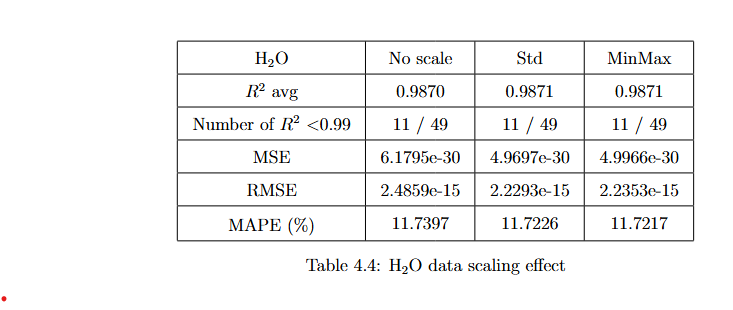 H₂O No scale Std MinMax
R² avg 0.9870 0.9871 0.9871
Number of R² <0.99 11 / 49 11 / 49 11 / 49
MSE 6.1795e-30 4.9697e-30 4.9966e-30
RMSE 2.4859e-15 2.2293e-15 2.2353e-15
MAPE (%) 11.7397 11.7226 11.7217
Table 4.4: H₂O data scaling effect